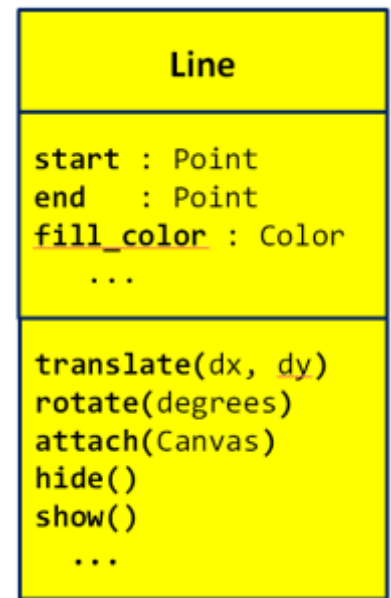 Line
start : Point
end   : Point
fill_color : Color
...
translate(dx, dy)
rotate(degrees)
attach(Canvas)
hide()
show()
...